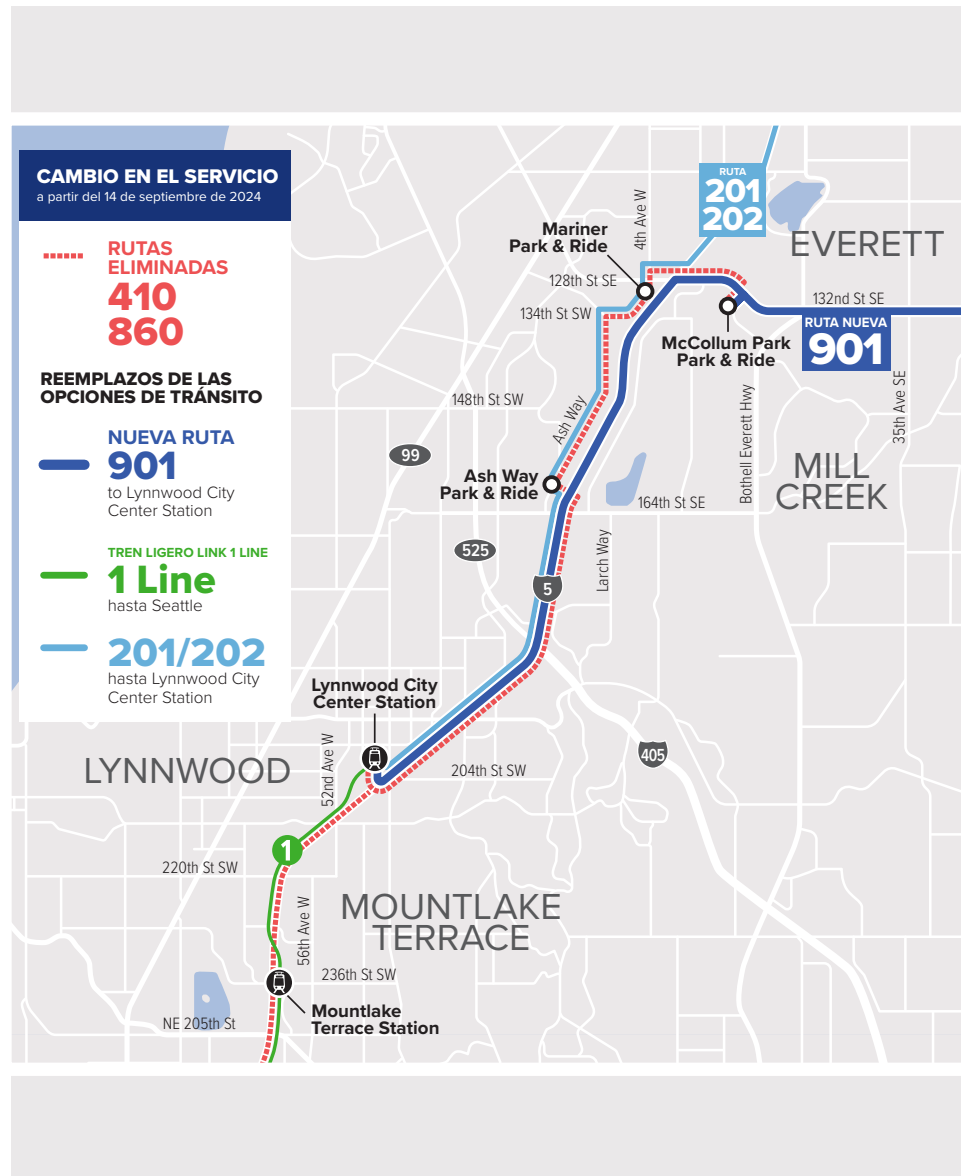 CAMBIO EN EL SERVICIO
a partir del 14 de septiembre de 2024
RUTAS
ELIMINADAS
410
860
REEMPLAZOS DE LAS
OPCIONES DE TRÁNSITO
NUEVA RUTA
901
to Lynnwood City
Center Station
TREN LIGERO LINK 1 LINE
1 Line
hasta Seattle
201/202
hasta Lynnwood City
Center Station
RUTA
201
202
4th Ave W
Mariner
Park & Ride
EVERETT
128th St SE
132nd St SE
134th St SW
RUTA NUEVA
901
McCollum Park
Park & Ride
148th St SW
Ash Way
Bothell Everett Hwy
35th Ave SE
99
MILL
CREEK
Ash Way
Park & Ride
164th St SE
525
Larch Way
5
Lynnwood City
Center Station
405
LYNNWOOD
52nd Ave W
204th St SW
1
220th St SW
56th Ave W
MOUNTLAKE
TERRACE
236th St SW
Mountlake
Terrace Station
NE 205th St